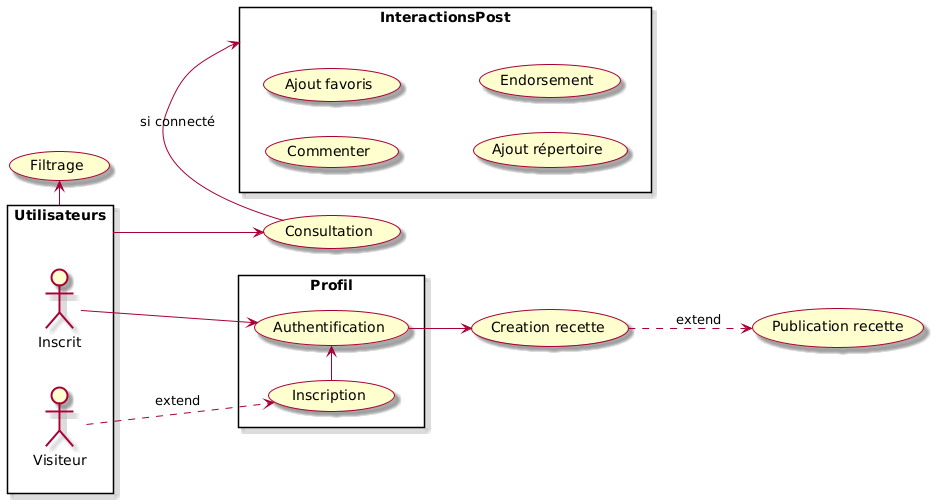 InteractionsPost
Ajout favoris
Endorsement
si connecté
Commenter
Ajout répertoire
Filtrage
Utilisateurs
Consultation
Profil
Inscrit
Authentification
Creation recette
extend
Publication recette
Inscription
extend
Visiteur